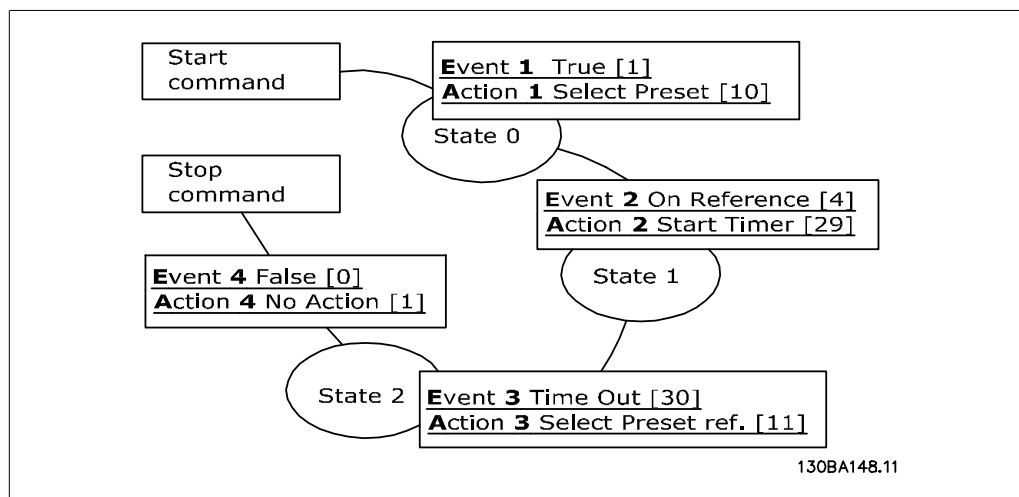 Start
command
Event 1 True [1]
Action 1 Select Preset [10]
State 0
Stop
command
Event 2 On Reference [4]
Action 2 Start Timer [29]
State 1
Event 4 False [0]
Action 4 No Action [1]
State 2
Event 3 Time Out [30]
Action 3 Select Preset ref. [11]
130BA148.11